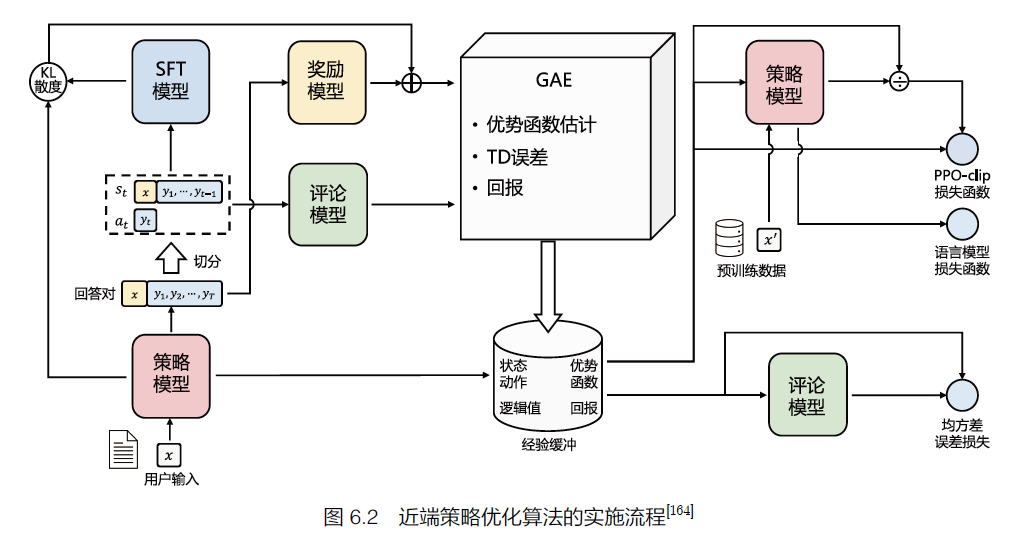 KL
散度
SFT
模型
奖励
模型
GAE
• 优势函数估计
• TD误差
• 回报
策略
模型
÷
PPO-clip
损失函数
s_t x y_1,⋯,y_{t-1}
a_t y_t
评论
模型
x′
预训练数据
语言模型
损失函数
切分
回答对 x y_1,y_2,⋯,y_T
策略
模型
状态 优势
动作 函数
逻辑值 回报
经验缓冲
评论
模型
均方差
误差损失
x
用户输入
图 6.2 近端策略优化算法的实施流程[164]